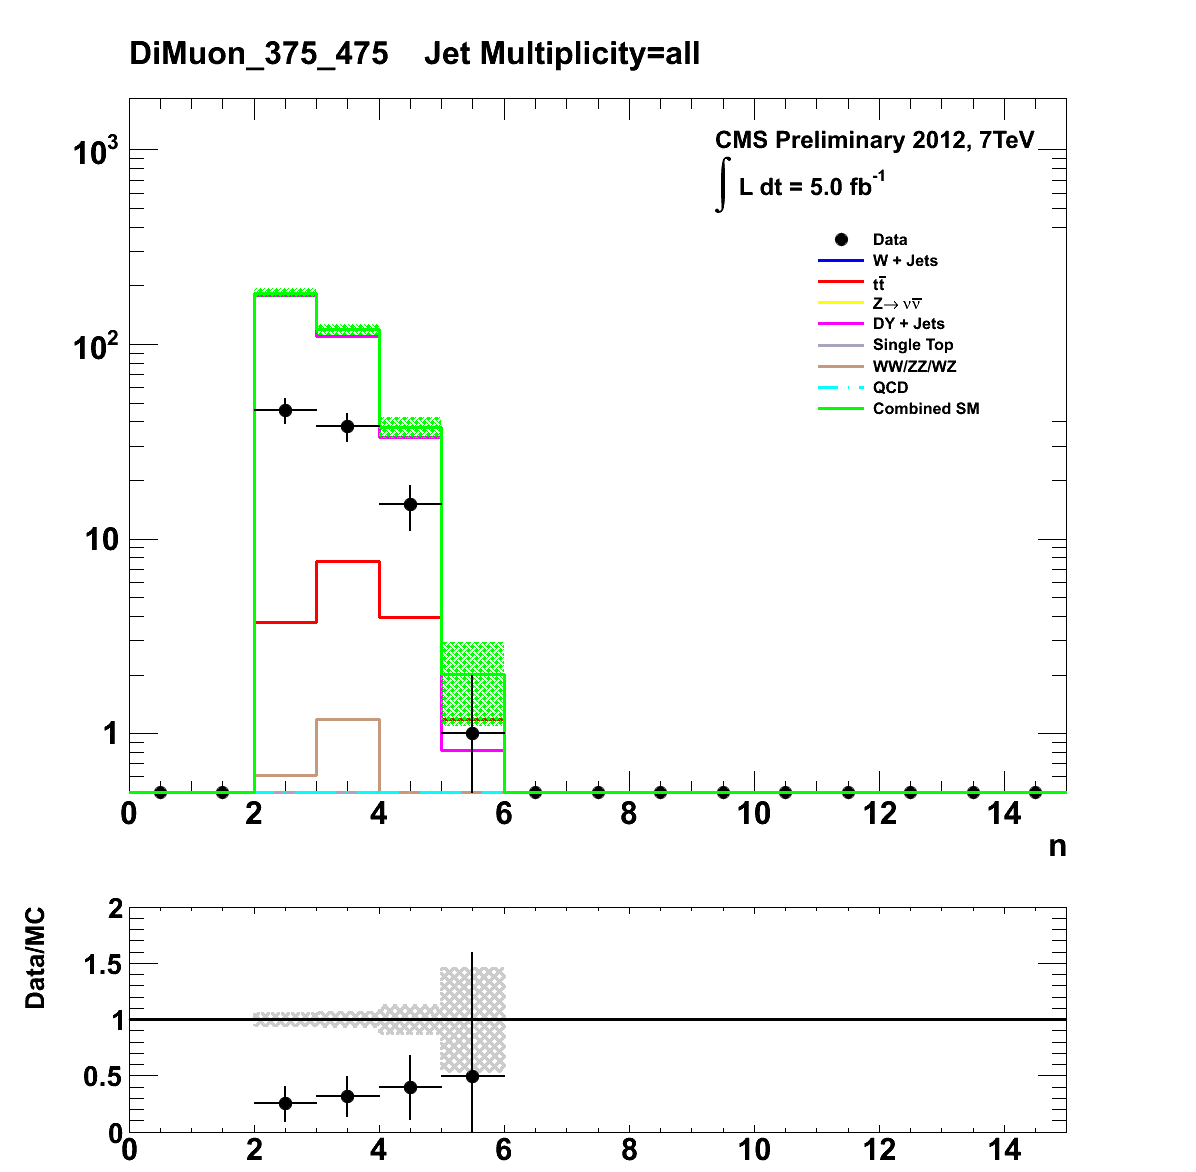 DiMuon_375_475 Jet Multiplicity=all
CMS Preliminary 2012, 7TeV
∫ L dt = 5.0 fb⁻¹
Data
W + Jets
tt̅
Z→ νν̅
DY + Jets
Single Top
WW/ZZ/WZ
QCD
Combined SM
10³
10²
10
1
0 2 4 6 8 10 12 14
n
Data/MC
2
1.5
1
0.5
0
0 2 4 6 8 10 12 14